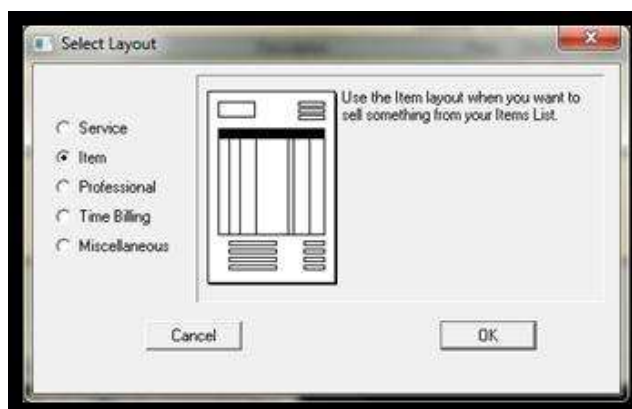 Select Layout
Service
Item
Professional
Time Billing
Miscellaneous
Use the Item layout when you want to
sell something from your Items List.
Cancel
OK